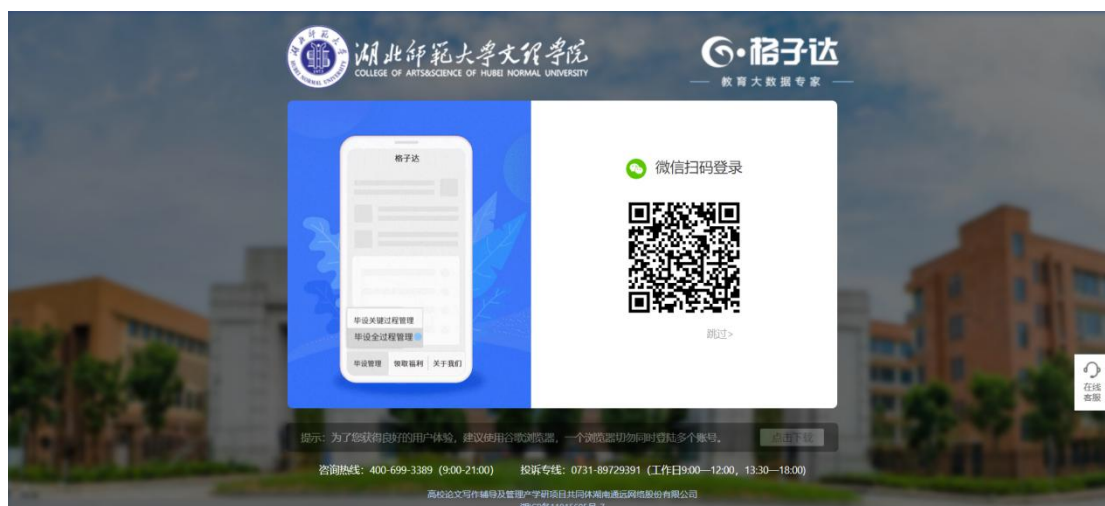 湖北师范大学文理学院
COLLEGE OF ARTS&SCIENCE OF HUBEI NORMAL UNIVERSITY
格子达
教育大数据专家
格子达
微信扫码登录
毕设关键过程管理
毕设全过程管理
毕设管理 领取福利 关于我们
跳过>
在线
客服
提示：为了您获得良好的用户体验，建议使用谷歌浏览器，一个浏览器切勿同时登陆多个账号。 点击下载
咨询热线：400-699-3389 (9:00-21:00) 投诉专线：0731-89729391 (工作日9:00—12:00，13:30—18:00)
高校论文写作辅导及管理产学研项目共同体湖南通远网络股份有限公司